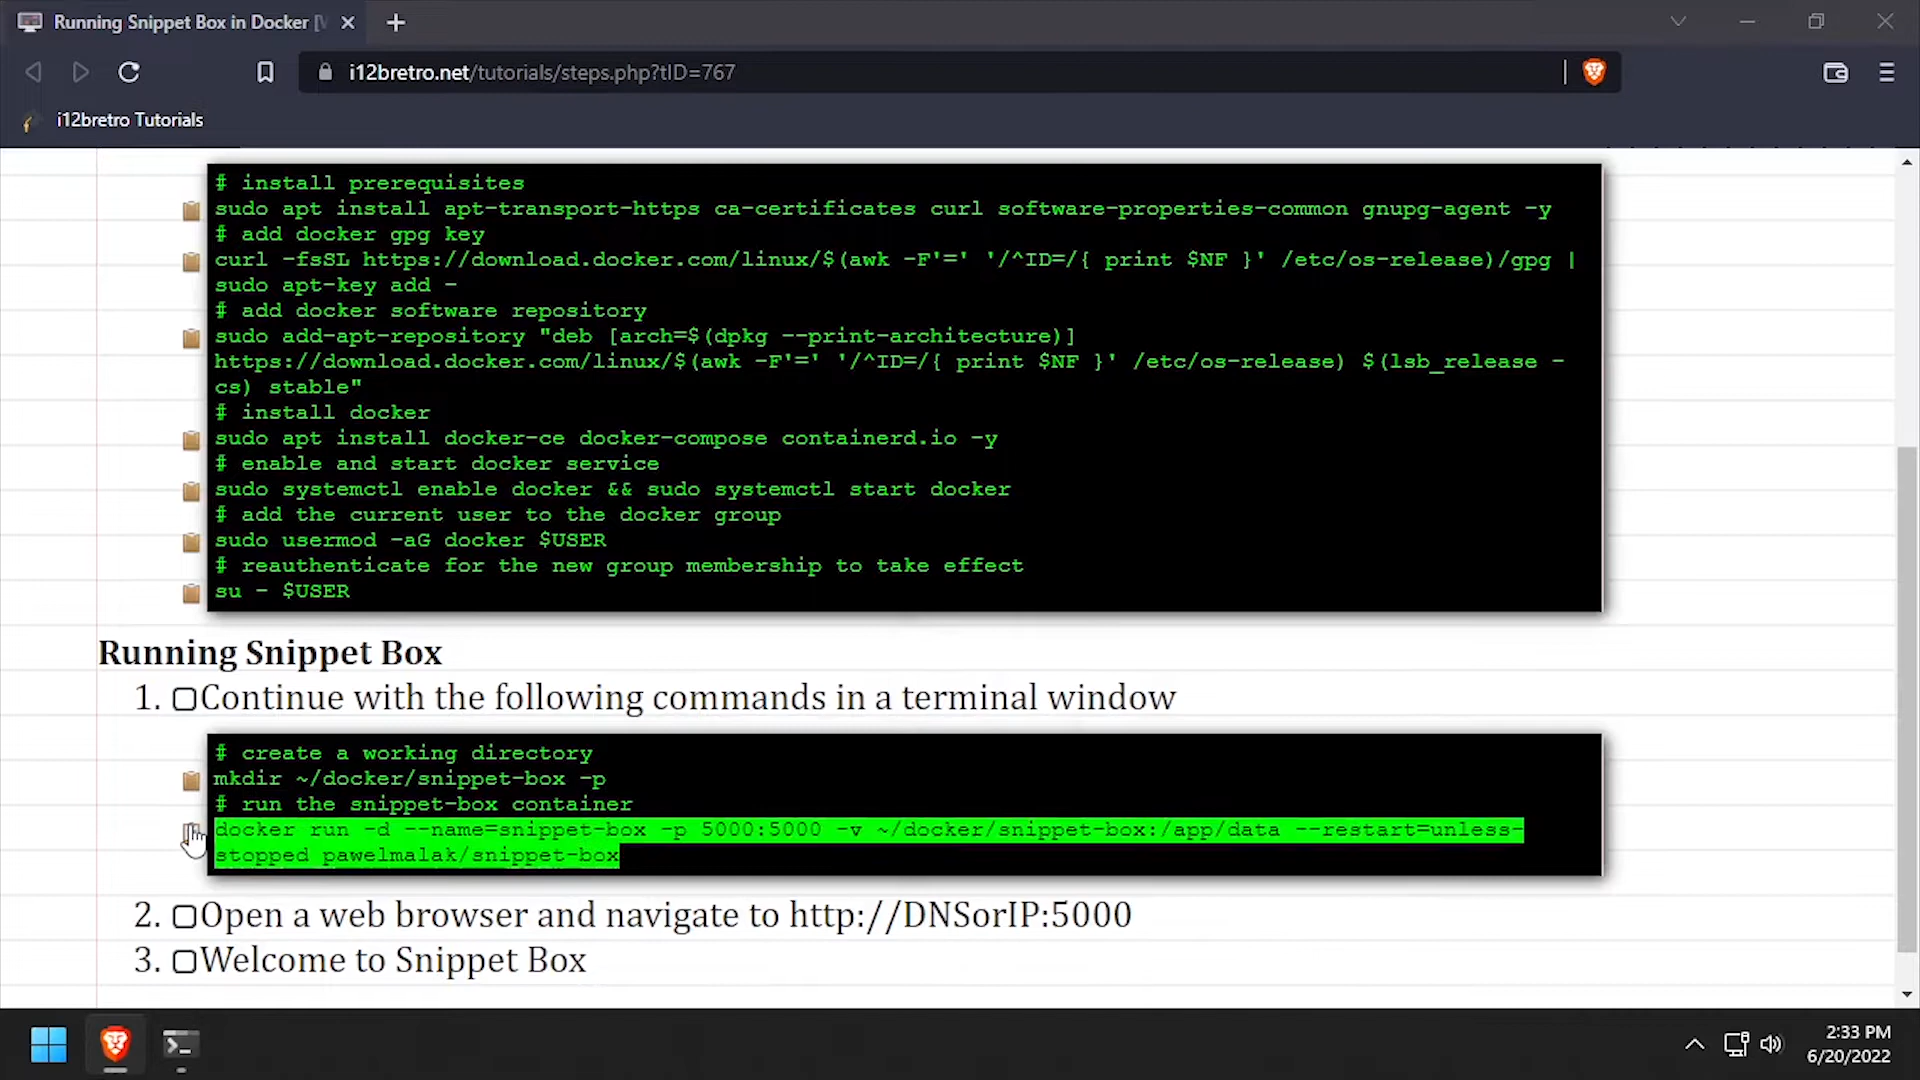 Running Snippet Box in Docker
i12bretro.net/tutorials/steps.php?tID=767
i12bretro Tutorials
# install prerequisites
sudo apt install apt-transport-https ca-certificates curl software-properties-common gnupg-agent -y
# add docker gpg key
curl -fsSL https://download.docker.com/linux/$(awk -F'=' '/^ID=/{ print $NF }' /etc/os-release)/gpg |
sudo apt-key add -
# add docker software repository
sudo add-apt-repository "deb [arch=$(dpkg --print-architecture)]
https://download.docker.com/linux/$(awk -F'=' '/^ID=/{ print $NF }' /etc/os-release) $(lsb_release -
cs) stable"
# install docker
sudo apt install docker-ce docker-compose containerd.io -y
# enable and start docker service
sudo systemctl enable docker && sudo systemctl start docker
# add the current user to the docker group
sudo usermod -aG docker $USER
# reauthenticate for the new group membership to take effect
su - $USER
Running Snippet Box
1. Continue with the following commands in a terminal window
# create a working directory
mkdir ~/docker/snippet-box -p
# run the snippet-box container
docker run -d --name=snippet-box -p 5000:5000 -v ~/docker/snippet-box:/app/data --restart=unless-
stopped pawelmalak/snippet-box
2. Open a web browser and navigate to http://DNSorIP:5000
3. Welcome to Snippet Box
2:33 PM
6/20/2022